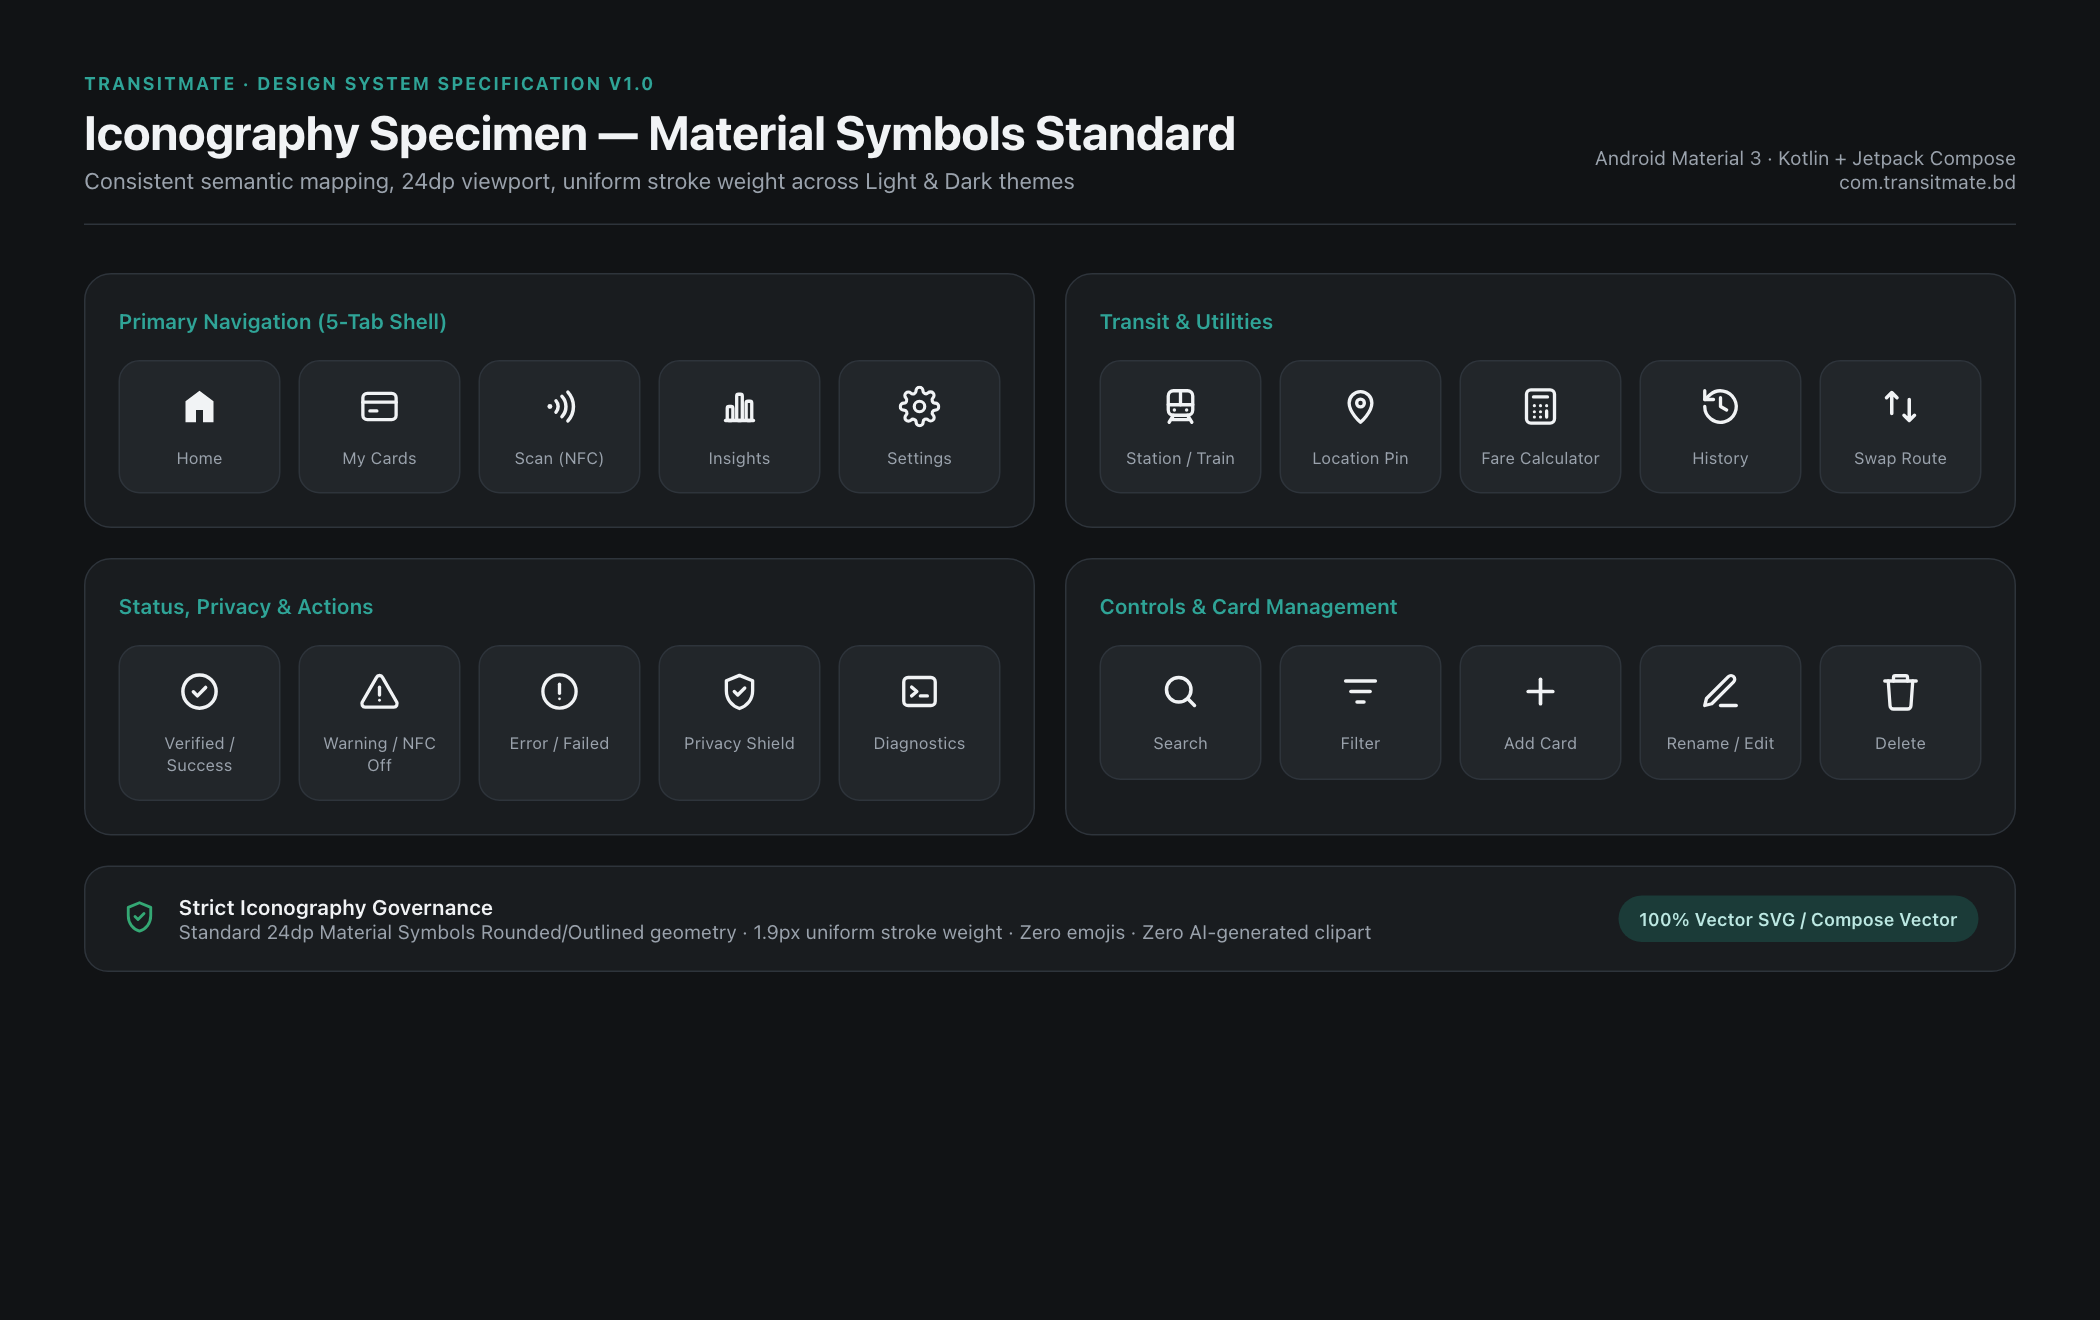 TRANSITMATE · DESIGN SYSTEM SPECIFICATION V1.0
Iconography Specimen — Material Symbols Standard
Consistent semantic mapping, 24dp viewport, uniform stroke weight across Light & Dark themes
Android Material 3 · Kotlin + Jetpack Compose
com.transitmate.bd
Primary Navigation (5-Tab Shell)
Home
My Cards
Scan (NFC)
Insights
Settings
Transit & Utilities
Station / Train
Location Pin
Fare Calculator
History
Swap Route
Status, Privacy & Actions
Verified /
Success
Warning / NFC
Off
Error / Failed
Privacy Shield
Diagnostics
Controls & Card Management
Search
Filter
Add Card
Rename / Edit
Delete
Strict Iconography Governance
Standard 24dp Material Symbols Rounded/Outlined geometry · 1.9px uniform stroke weight · Zero emojis · Zero AI-generated clipart
100% Vector SVG / Compose Vector